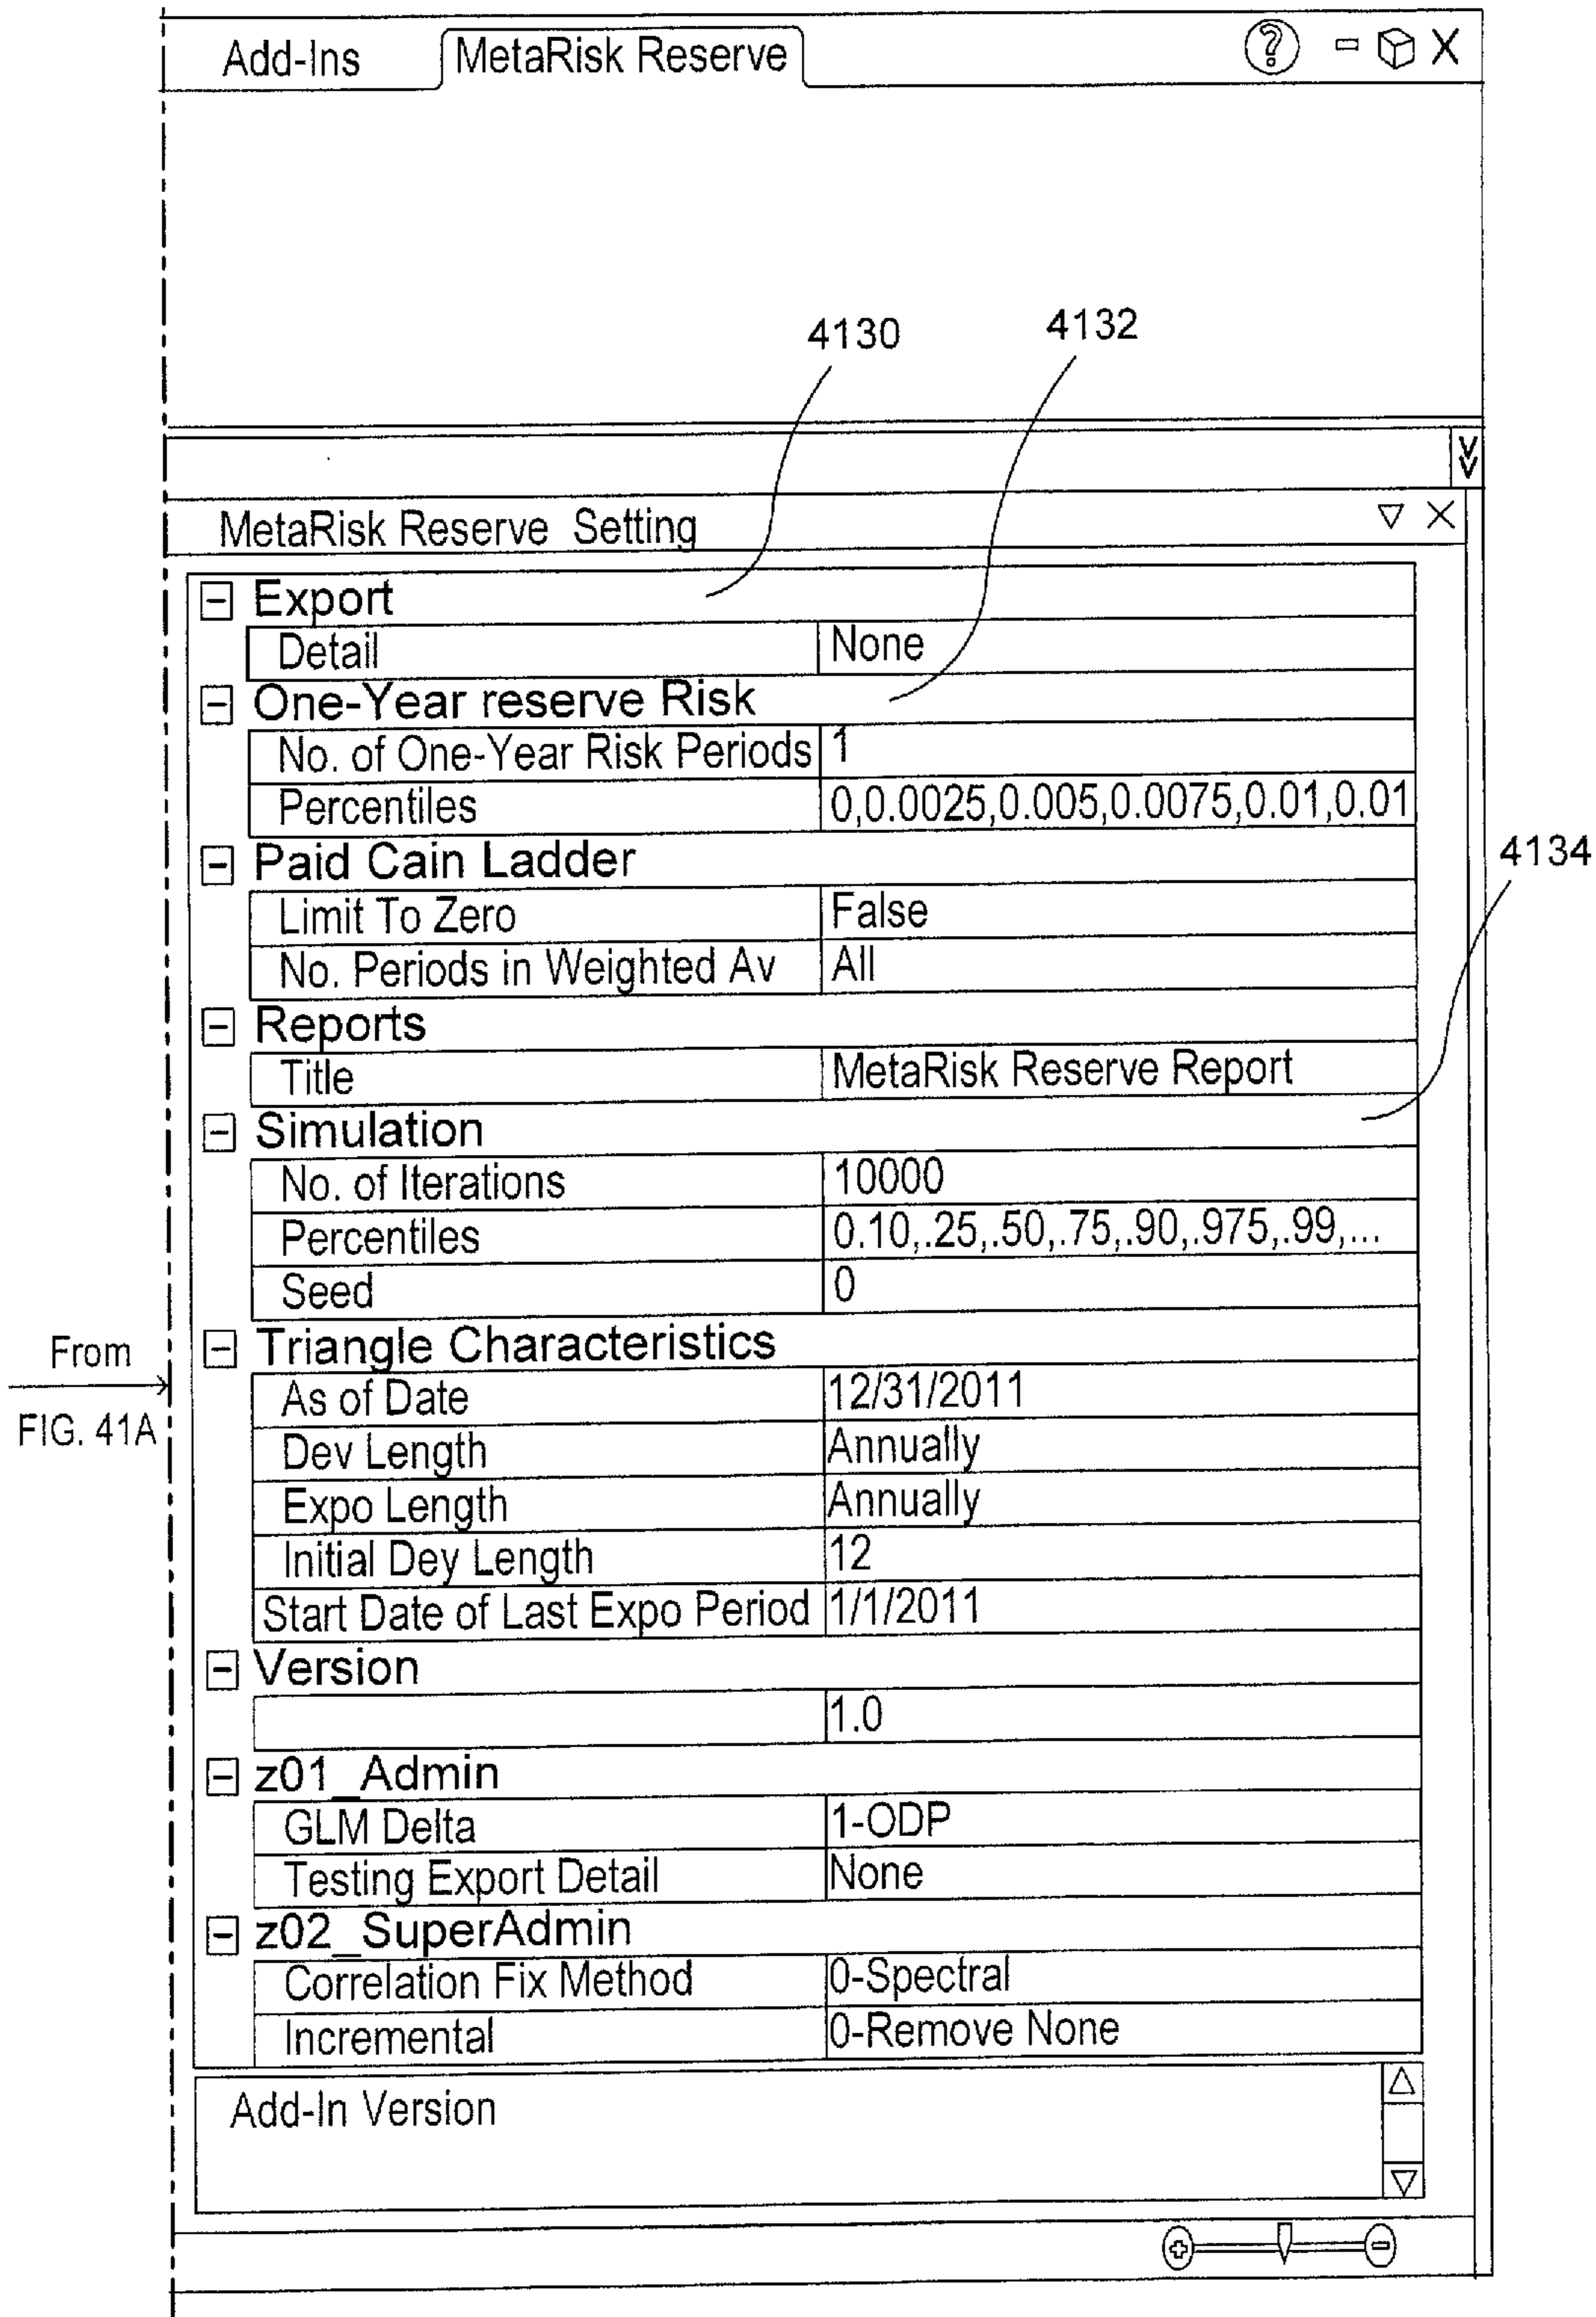 Add-Ins MetaRisk Reserve ? X
4130 4132
MetaRisk Reserve Setting X
Export
Detail None
One-Year reserve Risk
No. of One-Year Risk Periods 1
Percentiles 0,0.0025,0.005,0.0075,0.01,0.01
Paid Cain Ladder
4134
Limit To Zero False
No. Periods in Weighted Av All
Reports
Title MetaRisk Reserve Report
Simulation
No. of Iterations 10000
Percentiles 0.10,.25,.50,.75,.90,.975,.99,...
Seed 0
Triangle Characteristics
From
FIG. 41A
As of Date 12/31/2011
Dev Length Annually
Expo Length Annually
Initial Dey Length 12
Start Date of Last Expo Period 1/1/2011
Version
1.0
z01_Admin
GLM Delta 1-ODP
Testing Export Detail None
z02_SuperAdmin
Correlation Fix Method 0-Spectral
Incremental 0-Remove None
Add-In Version